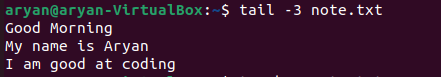 aryan@aryan-VirtualBox:~$ tail -3 note.txt
Good Morning
My name is Aryan
I am good at coding